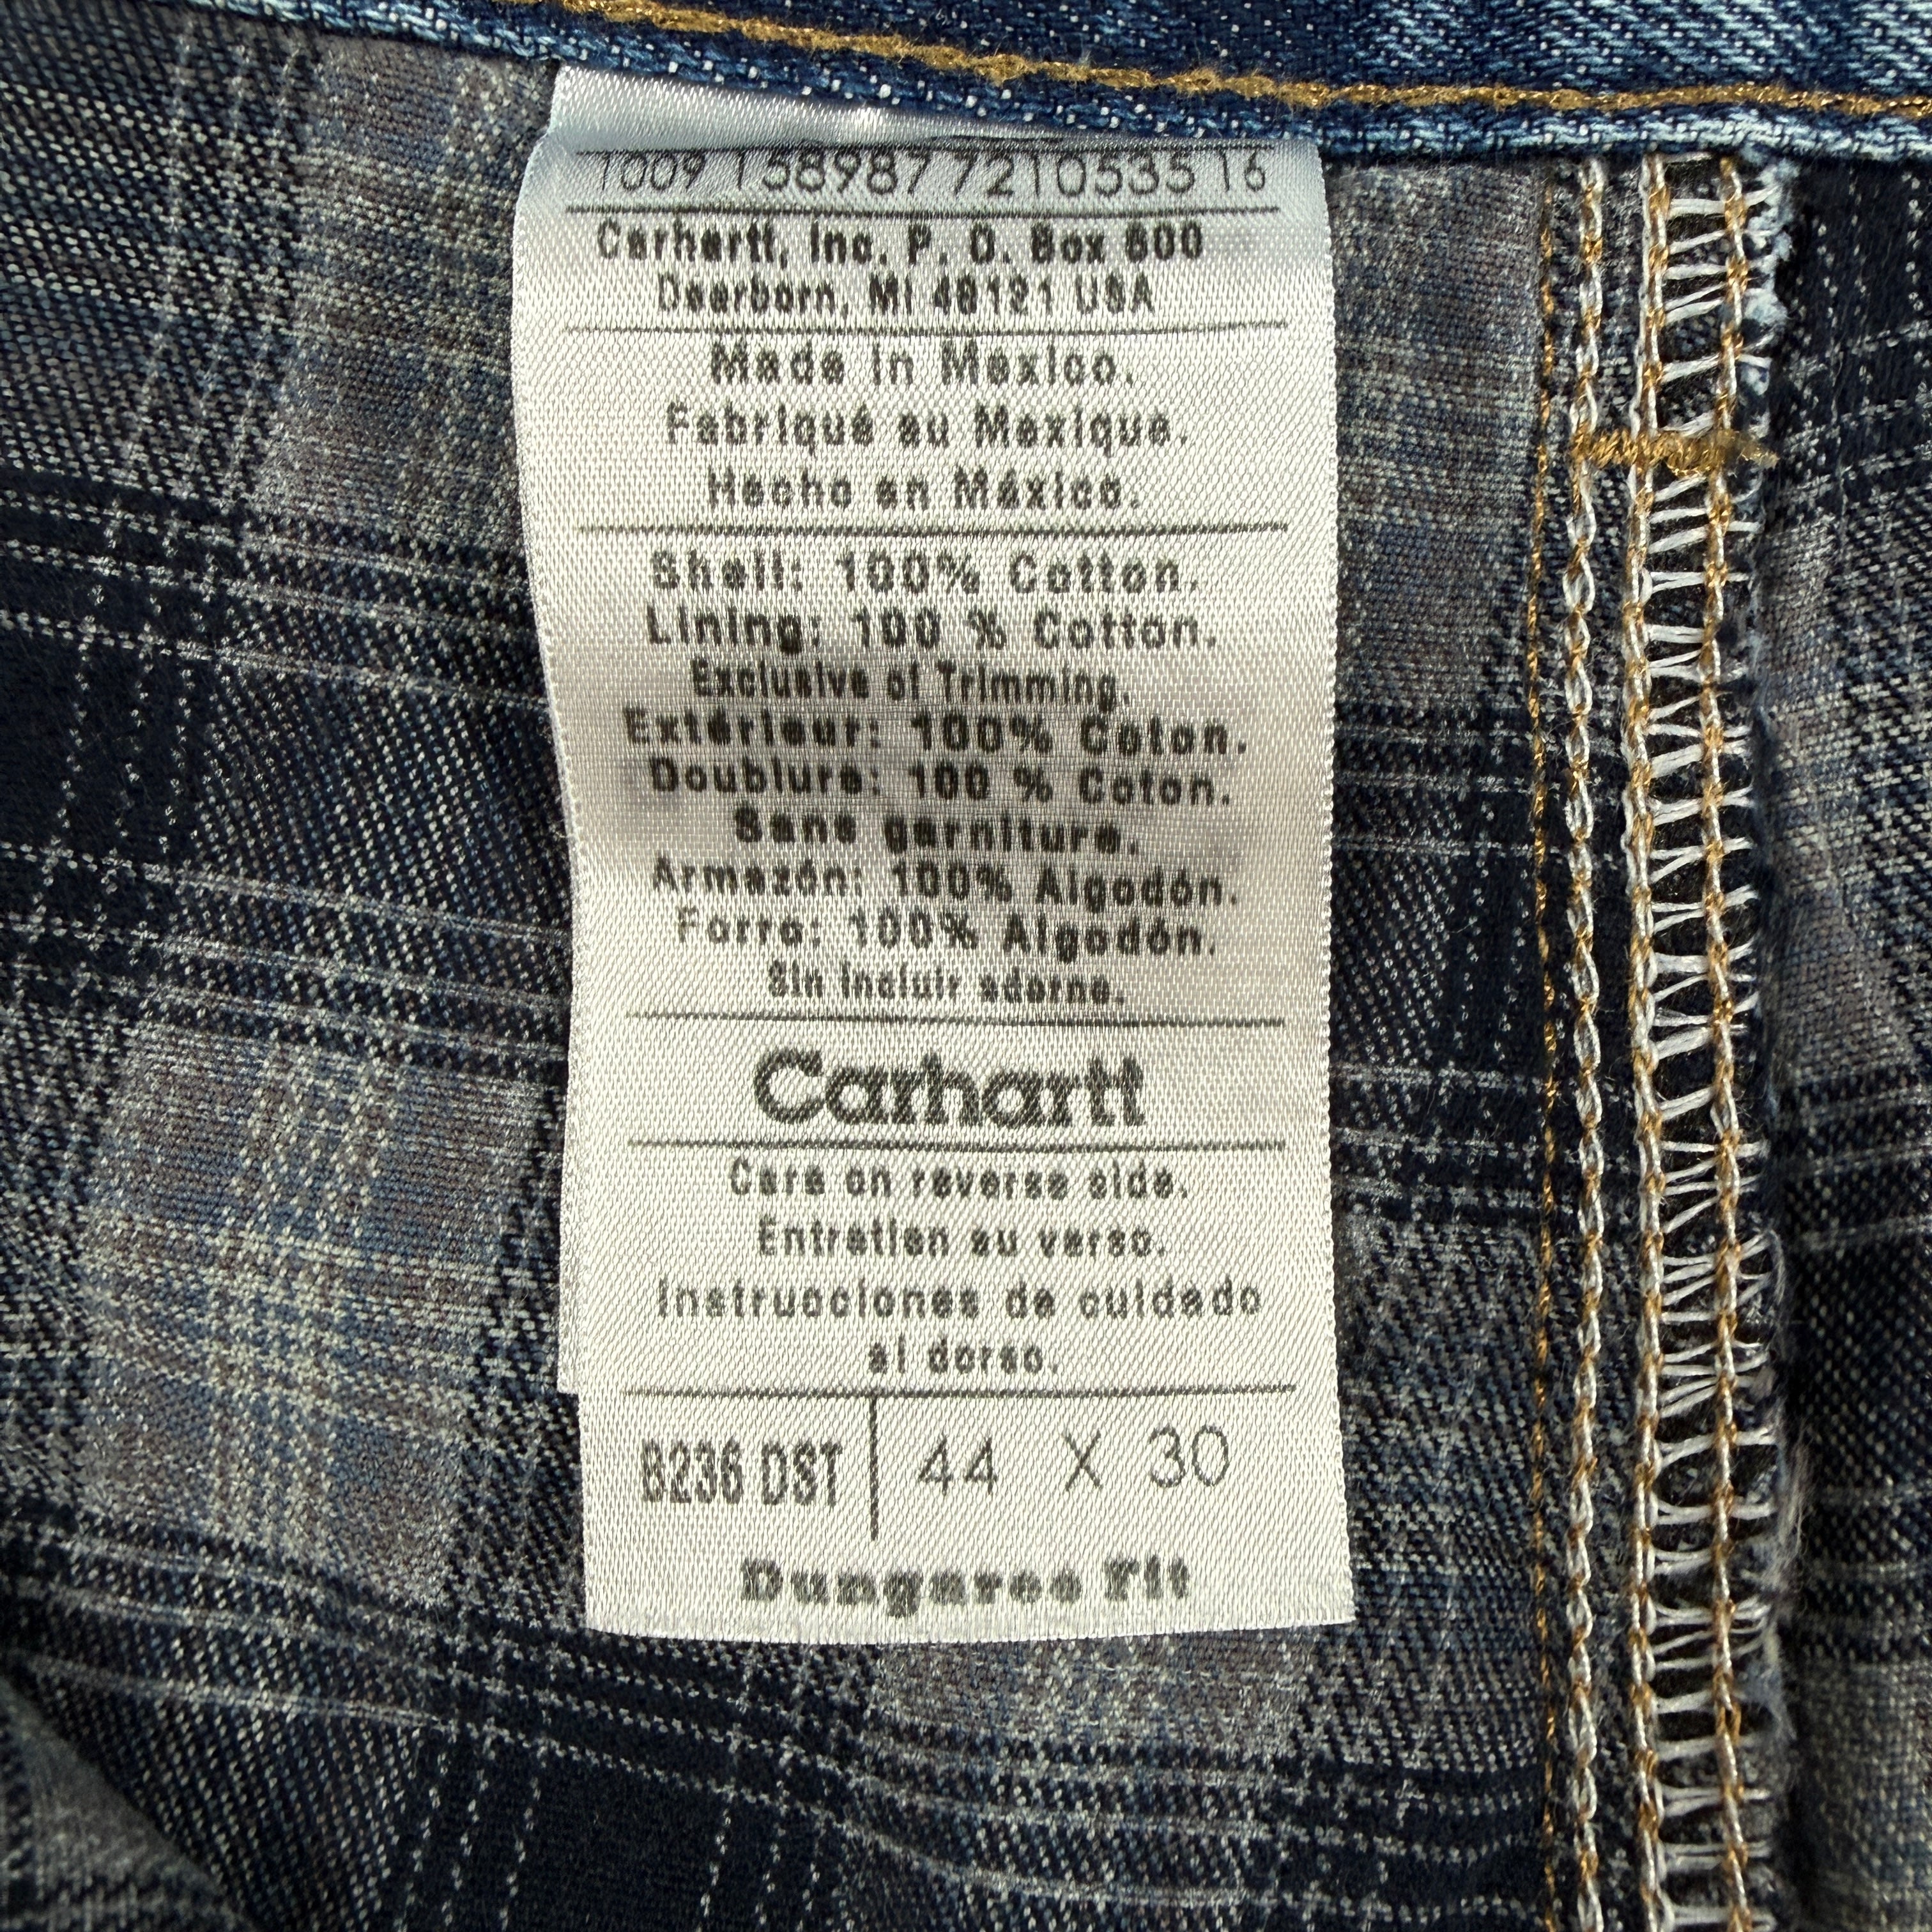 1009 158987 7210535 16
Carhartt, Inc. P. O. Box 600
Dearborn, MI 48121 USA
Made in Mexico.
Fabriqué au Mexique.
Hecho en México.
Shell: 100% Cotton.
Lining: 100 % Cotton.
Exclusive of Trimming.
Extérieur: 100% Coton.
Doublure: 100 % Coton.
Sans garniture.
Armazón: 100% Algodón.
Forro: 100% Algodón.
Sin incluir adorno.
Carhartt
Care on reverse side.
Entretien au verso.
Instrucciones de cuidado
al dorso.
B236 DST 44 X 30
Dungaree Fit